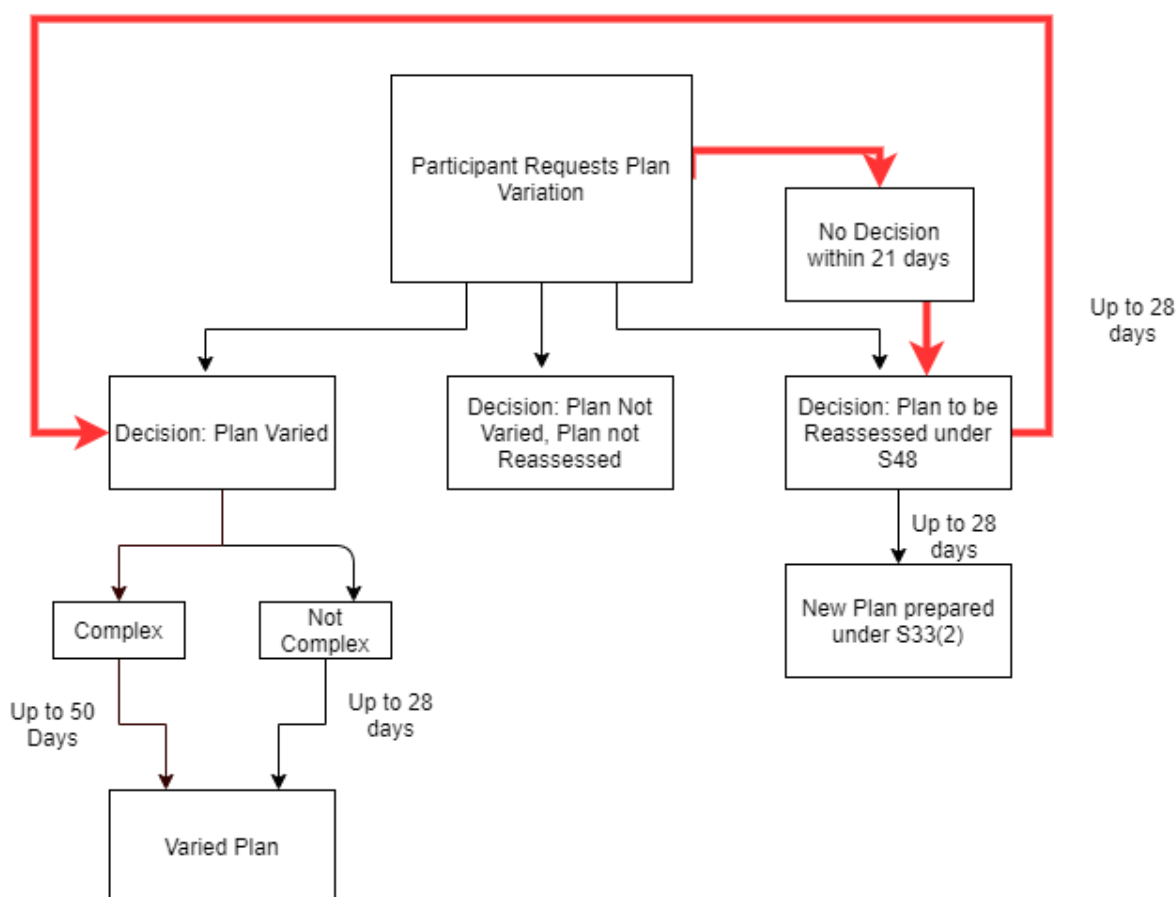 Participant Requests Plan
Variation
No Decision
within 21 days
Up to 28
days
Decision: Plan Varied
Decision: Plan Not
Varied, Plan not
Reassessed
Decision: Plan to be
Reassessed under
S48
Up to 28
days
Complex
Not
Complex
New Plan prepared
under S33(2)
Up to 50
Days
Up to 28
days
Varied Plan